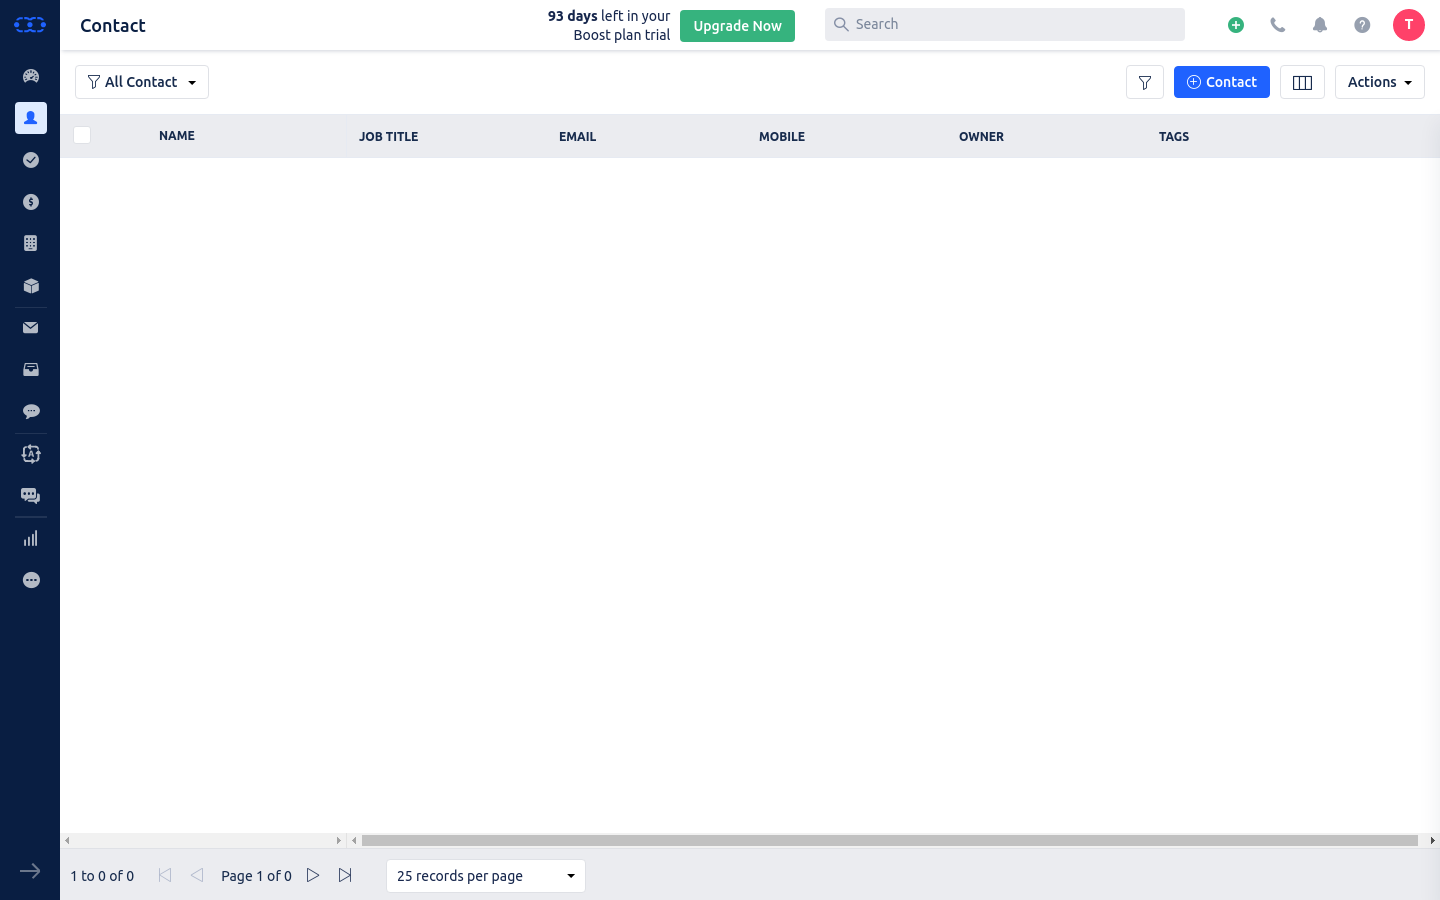 Contact
93 days left in your
Boost plan trial
Upgrade Now
Search
T
All Contact
Contact
Actions
NAME
JOB TITLE
EMAIL
MOBILE
OWNER
TAGS
1 to 0 of 0
Page 1 of 0
25 records per page